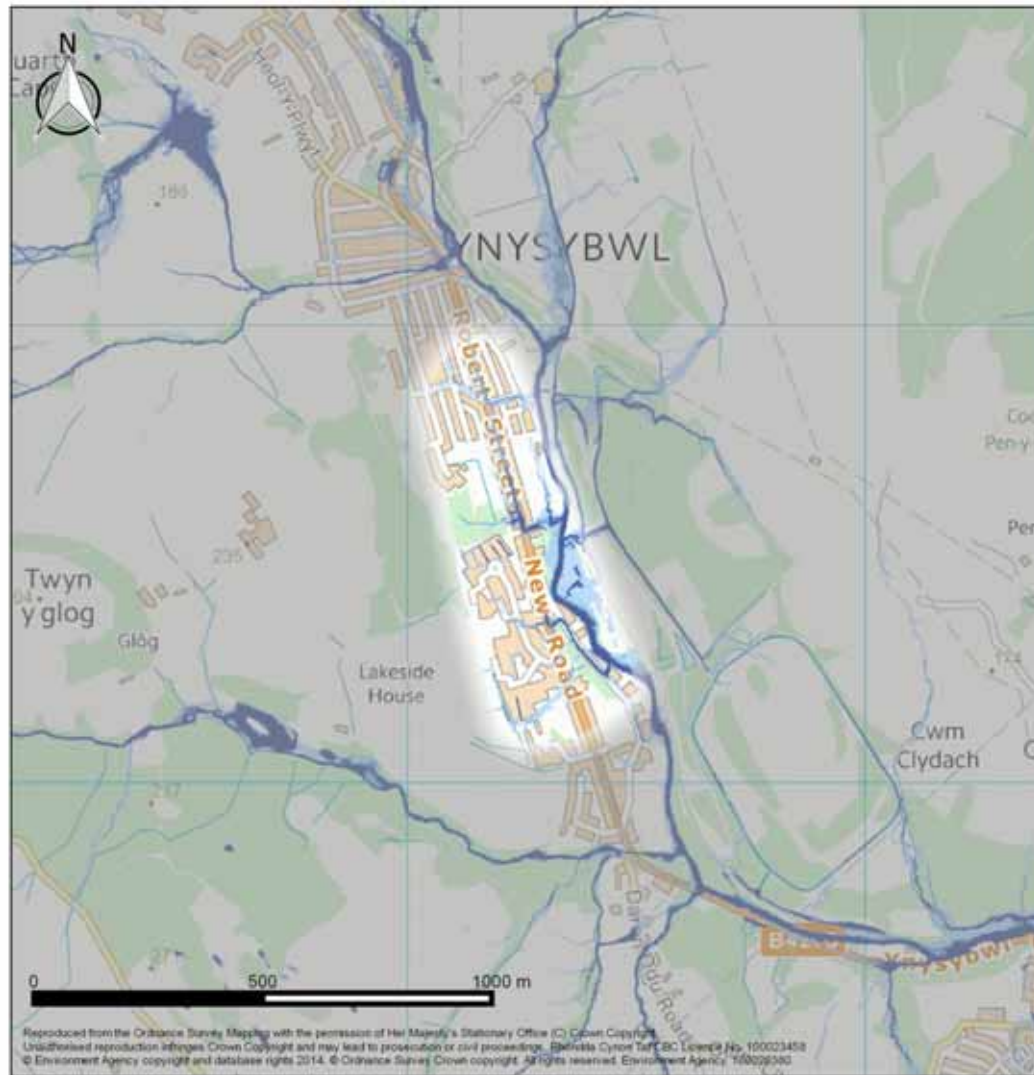 N
YNYSYBWL
Robert Street
New Road
Twyn
y glog
Glôg
Lakeside
House
Cwm
Clydach
186
235
237
Ynysybwl
0 500 1000 m
Reproduced from the Ordnance Survey Mapping with the permission of Her Majesty's Stationary Office (C) Crown Copyright.
Unauthorised reproduction infringes Crown Copyright and may lead to prosecution or civil proceedings. Rhondda Cynon Taf CBC Licence No. 100023458
© Environment Agency copyright and database rights 2014. © Ordnance Survey Crown copyright. All rights reserved. Environment Agency,